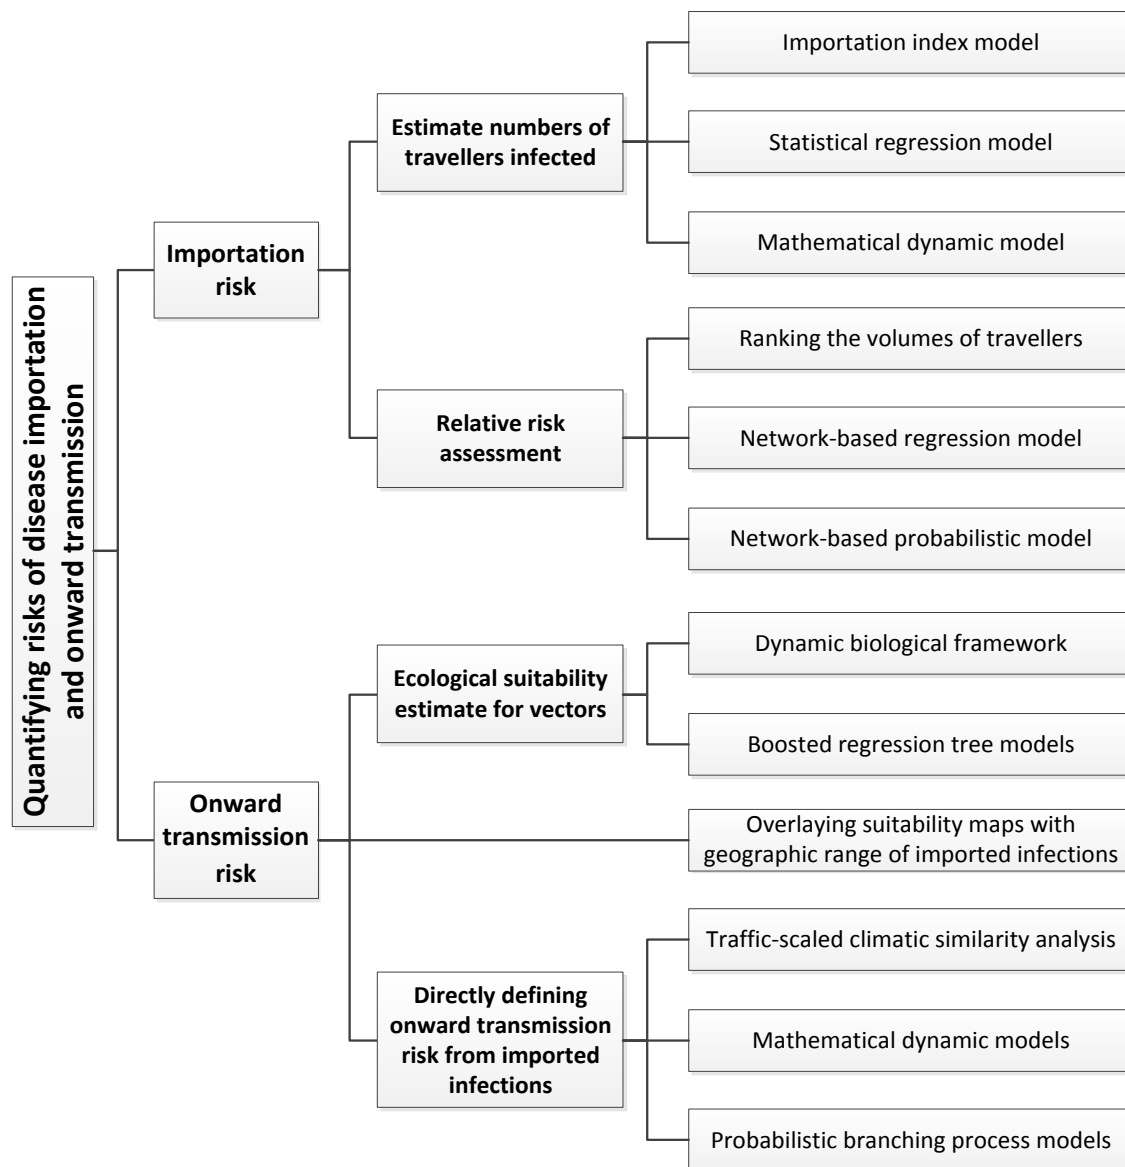 Quantifying risks of disease importation
and onward transmission
Importation
risk
Estimate numbers of
travellers infected
Importation index model
Statistical regression model
Mathematical dynamic model
Relative risk
assessment
Ranking the volumes of travellers
Network-based regression model
Network-based probabilistic model
Onward
transmission
risk
Ecological suitability
estimate for vectors
Dynamic biological framework
Boosted regression tree models
Overlaying suitability maps with
geographic range of imported infections
Directly defining
onward transmission
risk from imported
infections
Traffic-scaled climatic similarity analysis
Mathematical dynamic models
Probabilistic branching process models